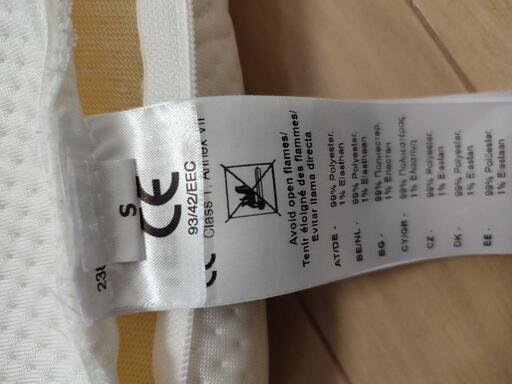 S
238
CE
93/42/EEC
Class I Annex VII
Avoid open flames/
Tenir éloigné des flammes/
Evitar llama directa
AT/DE - 99% Polyester,
1% Elasthan
BE/NL - 99% Polyester,
1% Elasthaan
BG - 99% Полиестер,
1% Еластан
CY/GR - 99% Πολυεστέρας
1% Ελαστίνη
CZ - 99% Polyester,
1% Elastan
DK - 99% Polyester,
1% Elastan
EE - 99% Polüester,
1% Elastaan